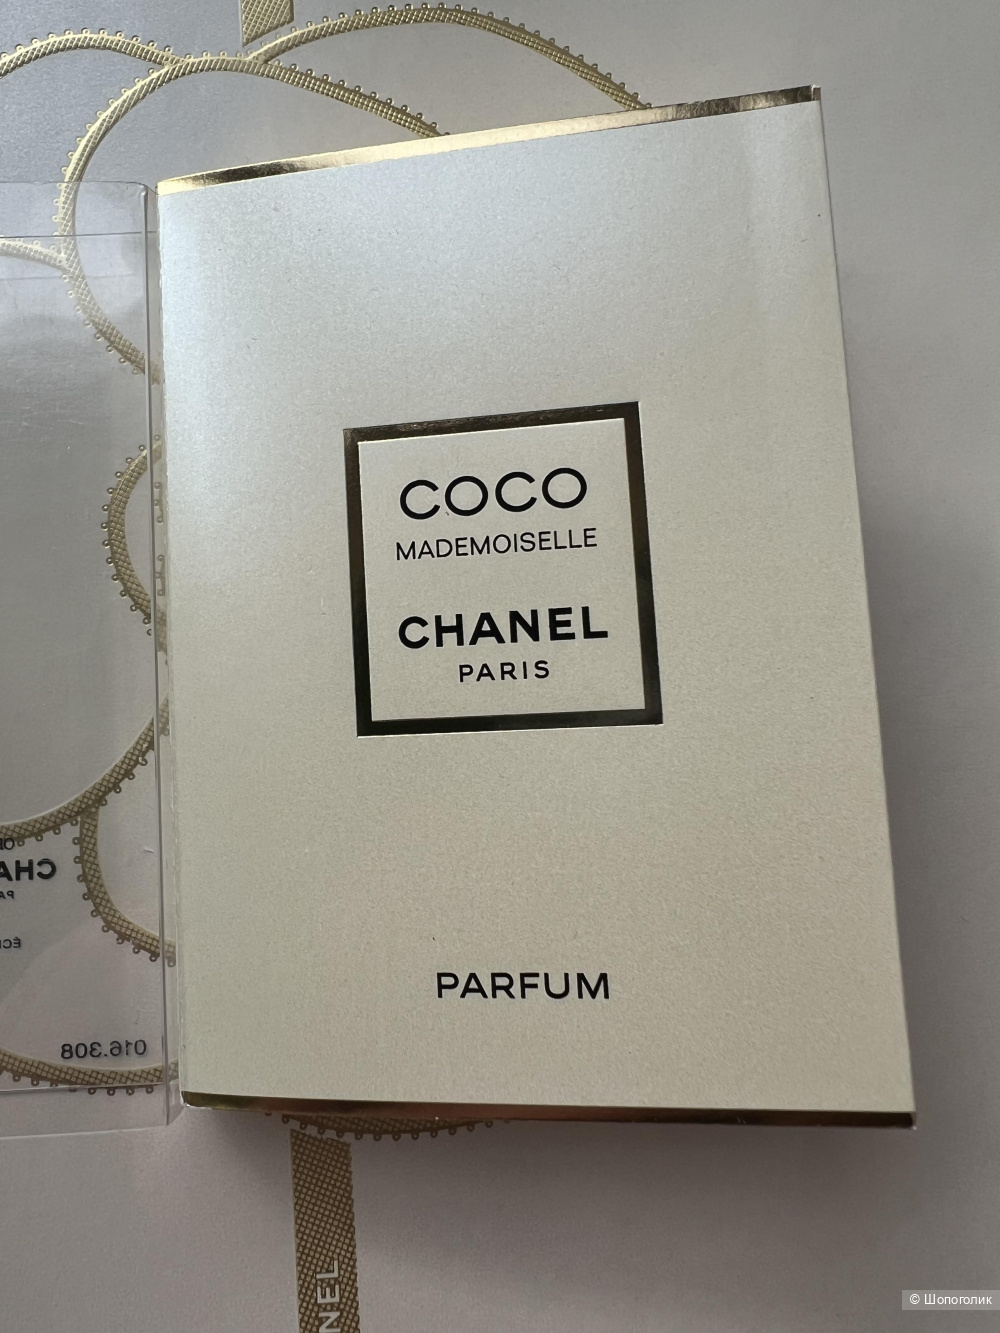 COCO
MADEMOISELLE
CHANEL
PARIS
PARFUM
016.308
© Шопоголик